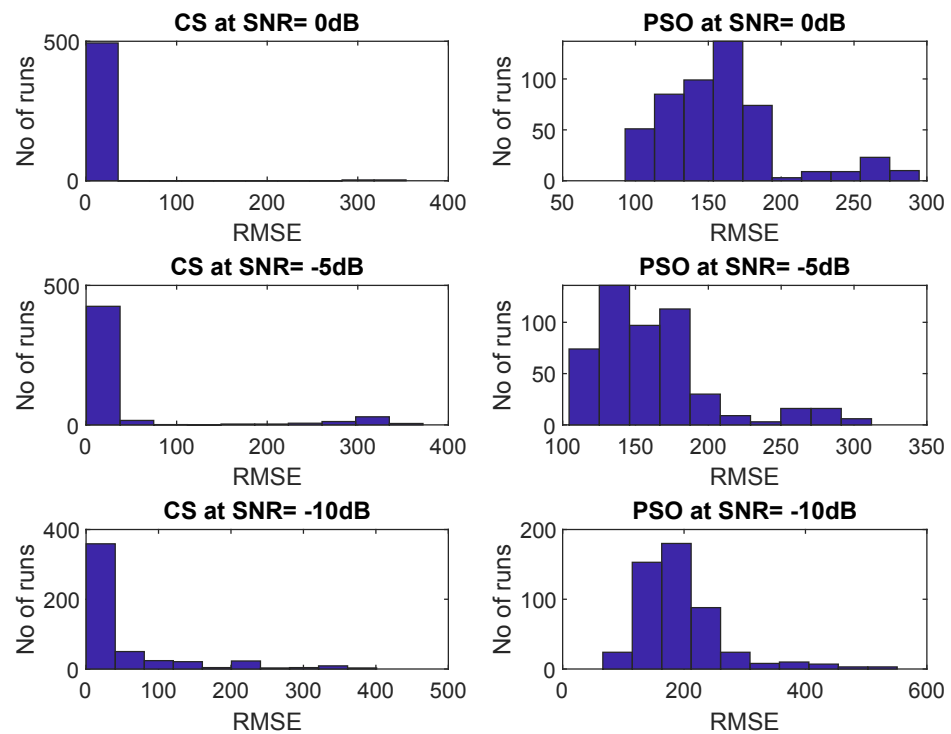 CS at SNR= 0dB
No of runs
500
0
0 100 200 300 400
RMSE
PSO at SNR= 0dB
No of runs
100
50
0
50 100 150 200 250 300
RMSE
CS at SNR= -5dB
No of runs
500
0
0 100 200 300 400
RMSE
PSO at SNR= -5dB
No of runs
100
50
0
100 150 200 250 300 350
RMSE
CS at SNR= -10dB
No of runs
400
200
0
0 100 200 300 400 500
RMSE
PSO at SNR= -10dB
No of runs
200
100
0
0 200 400 600
RMSE